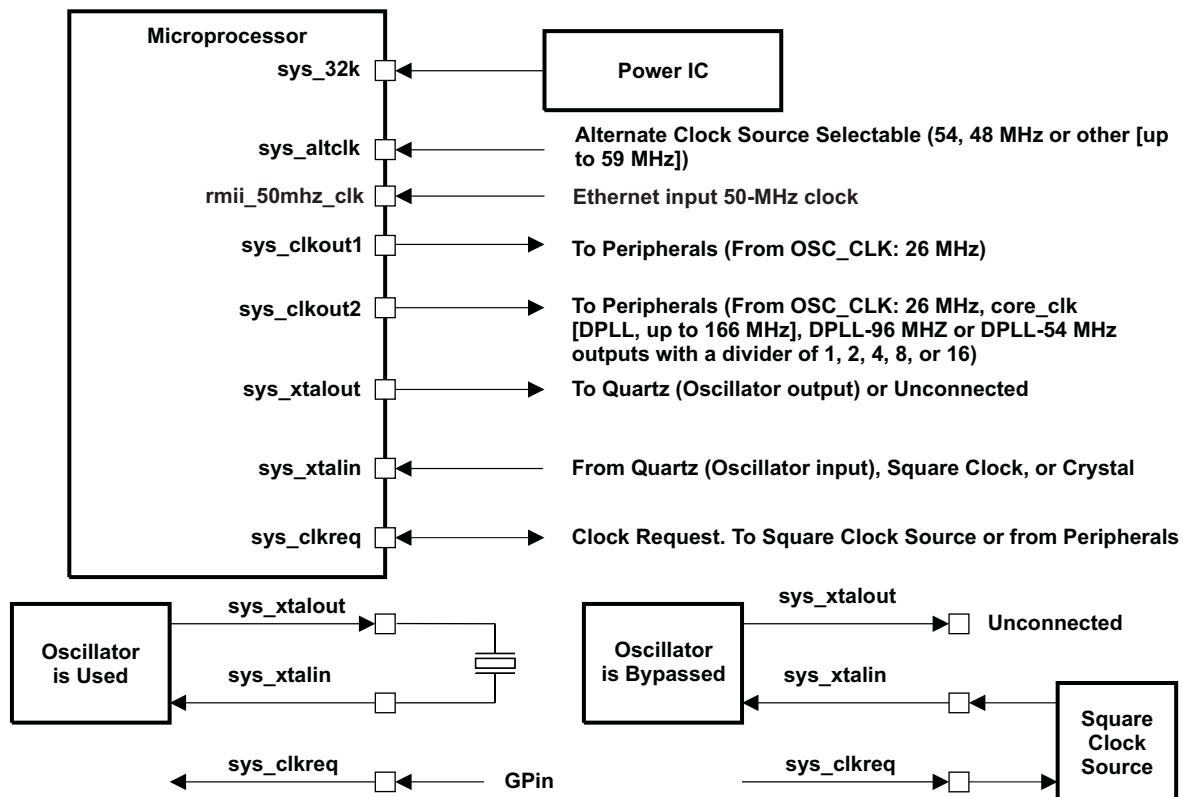 Microprocessor
sys_32k
Power IC
sys_altclk
Alternate Clock Source Selectable (54, 48 MHz or other [up
to 59 MHz])
rmii_50mhz_clk
Ethernet input 50-MHz clock
sys_clkout1
To Peripherals (From OSC_CLK: 26 MHz)
sys_clkout2
To Peripherals (From OSC_CLK: 26 MHz, core_clk
[DPLL, up to 166 MHz], DPLL-96 MHZ or DPLL-54 MHz
outputs with a divider of 1, 2, 4, 8, or 16)
sys_xtalout
To Quartz (Oscillator output) or Unconnected
sys_xtalin
From Quartz (Oscillator input), Square Clock, or Crystal
sys_clkreq
Clock Request. To Square Clock Source or from Peripherals
Oscillator
is Used
sys_xtalout
sys_xtalin
sys_clkreq
GPin
Oscillator
is Bypassed
sys_xtalout
Unconnected
sys_xtalin
sys_clkreq
Square
Clock
Source